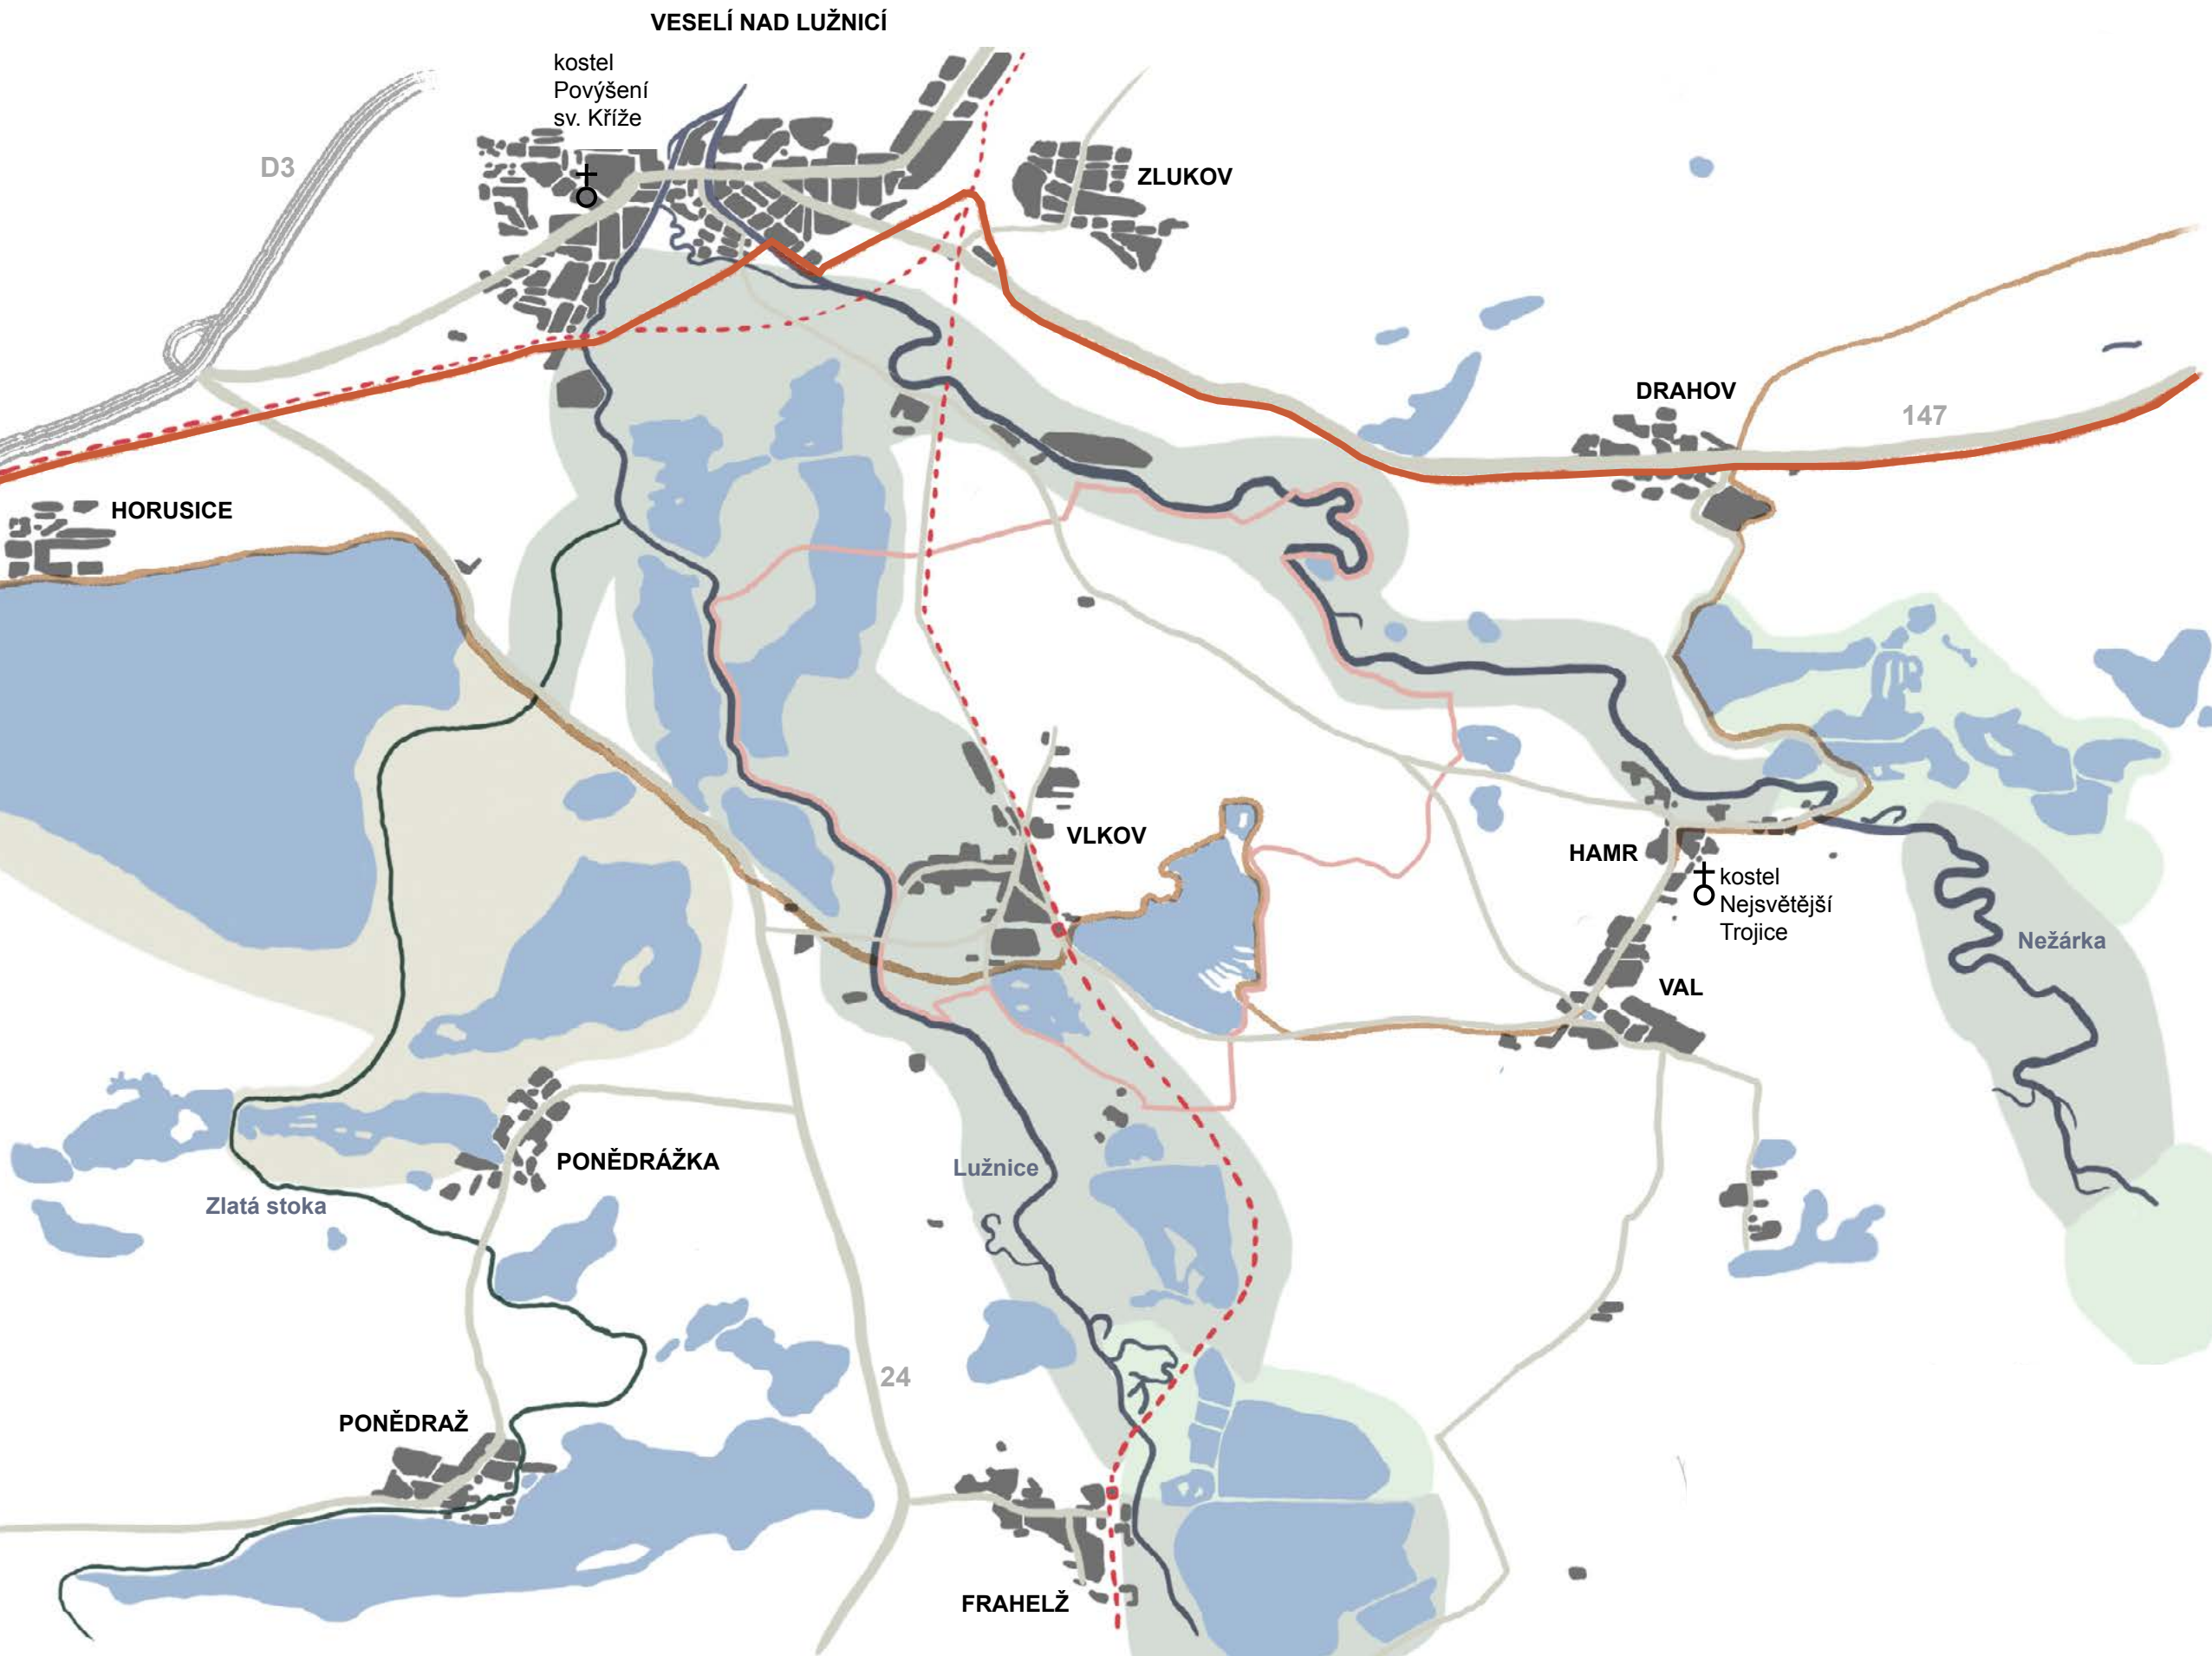 VESELÍ NAD LUŽNICÍ
kostel
Povýšení
sv. Kříže
D3
ZLUKOV
DRAHOV
147
HORUSICE
VLKOV
HAMR
kostel
Nejsvětější
Trojice
Nežárka
VAL
PONĚDRÁŽKA
Lužnice
Zlatá stoka
24
PONĚDRAŽ
FRAHELŽ